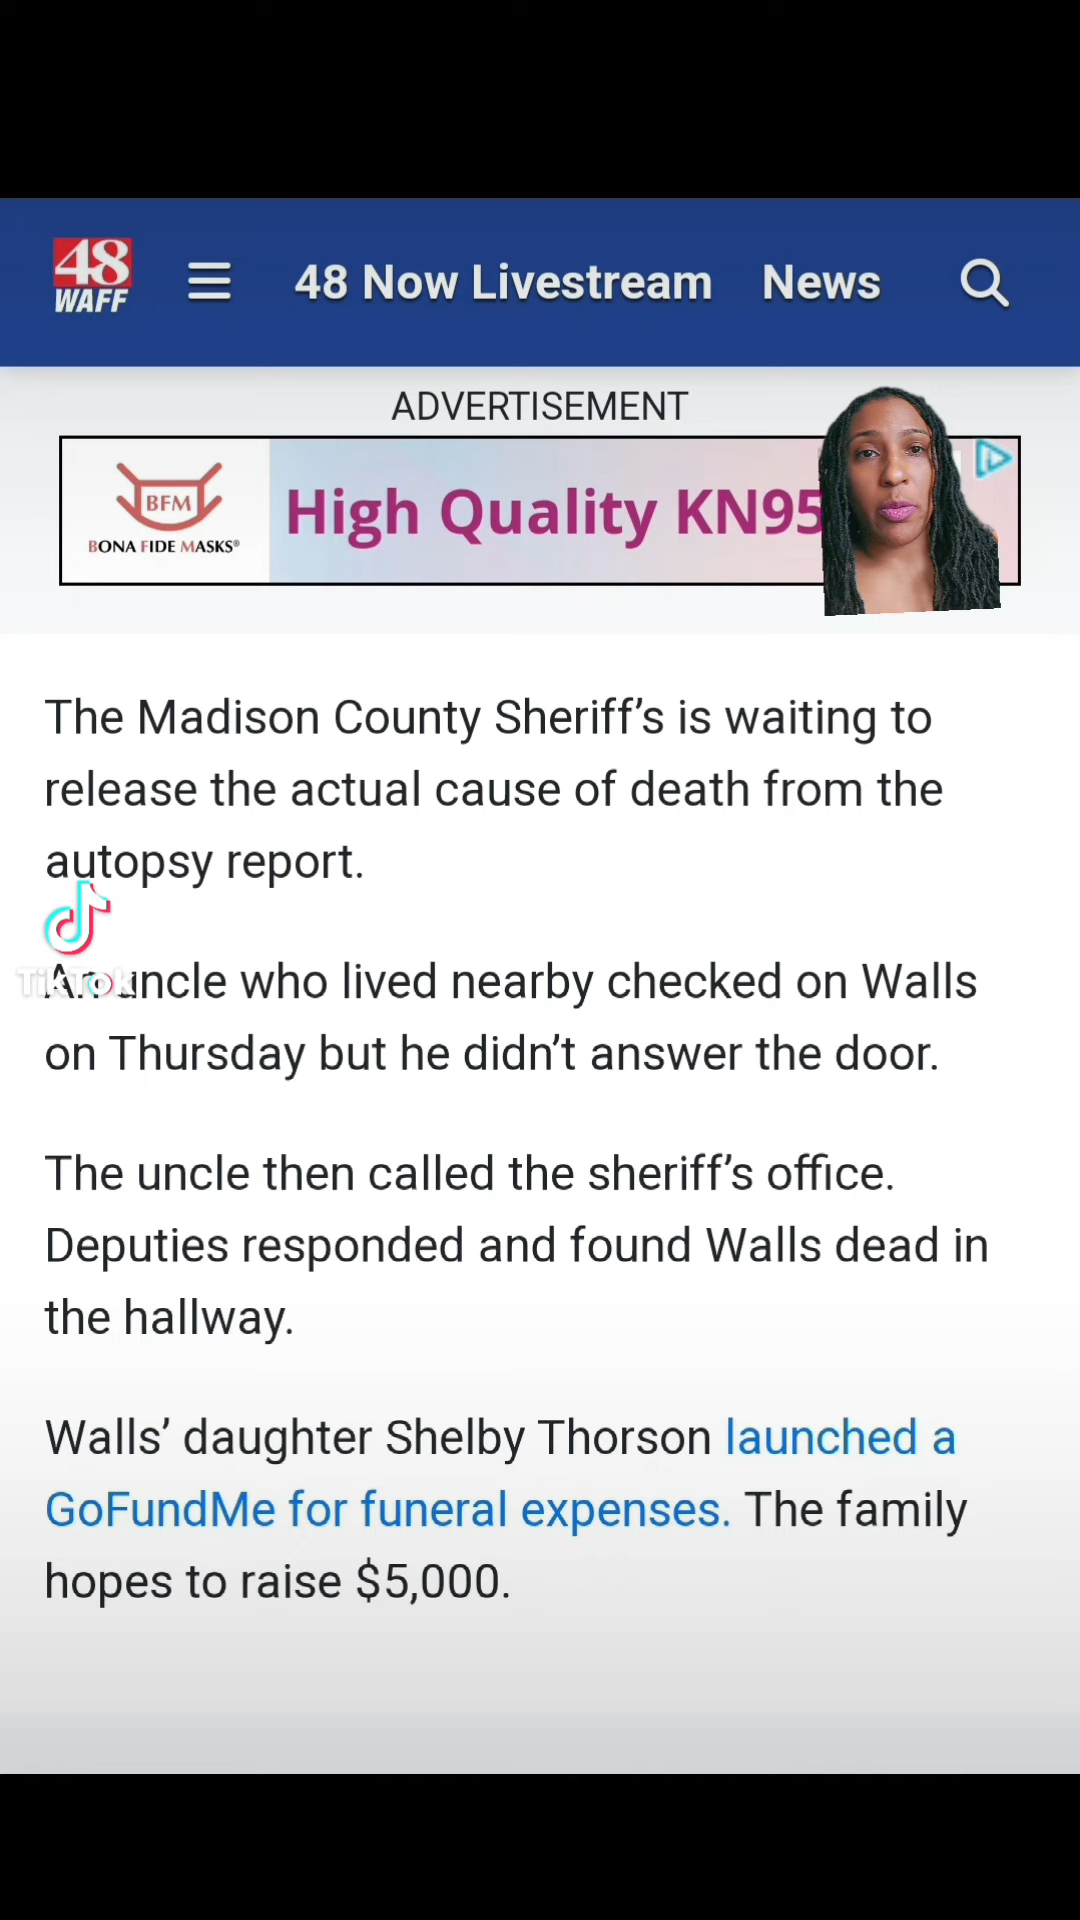 48
WAFF
48 Now Livestream
News
ADVERTISEMENT
BFM
BONA FIDE MASKS®
High Quality KN95
The Madison County Sheriff’s is waiting to
release the actual cause of death from the
autopsy report.
TikTok
An uncle who lived nearby checked on Walls
on Thursday but he didn’t answer the door.
The uncle then called the sheriff’s office.
Deputies responded and found Walls dead in
the hallway.
Walls’ daughter Shelby Thorson launched a
GoFundMe for funeral expenses. The family
hopes to raise $5,000.